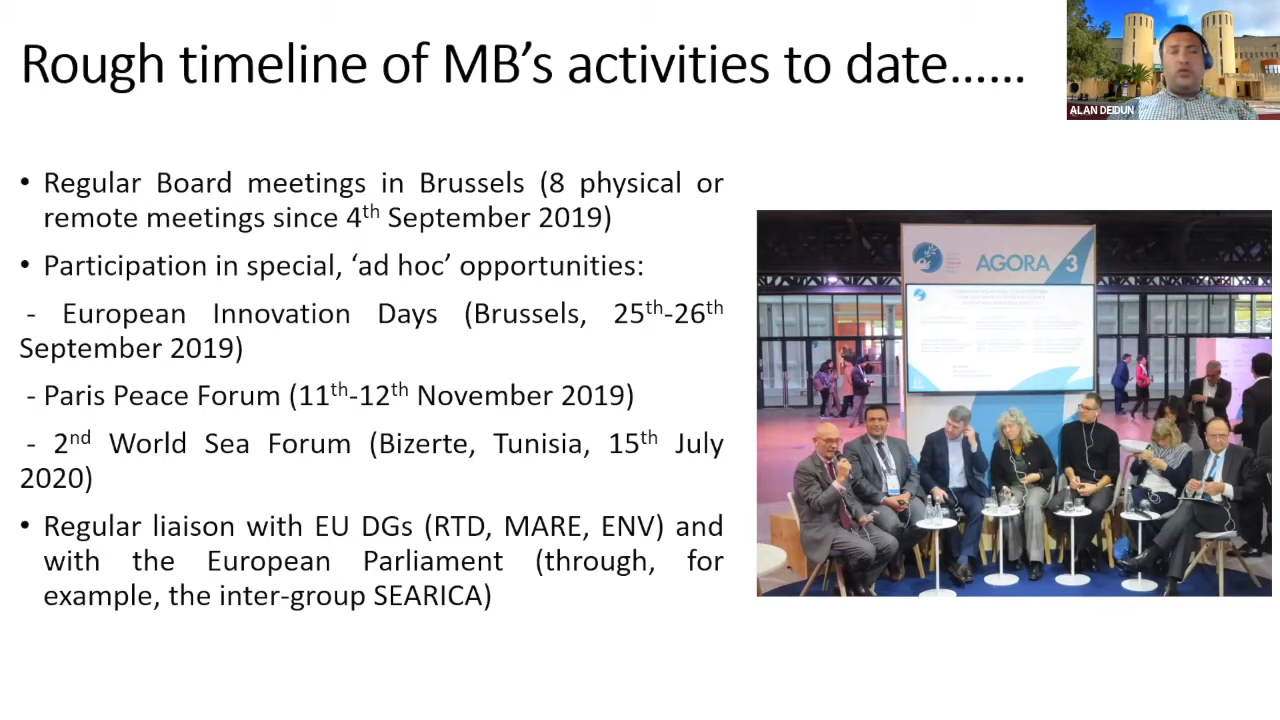 Rough timeline of MB’s activities to date......
ALAN DEIDUN
• Regular Board meetings in Brussels (8 physical or
remote meetings since 4th September 2019)
• Participation in special, ‘ad hoc’ opportunities:
- European Innovation Days (Brussels, 25th-26th
September 2019)
- Paris Peace Forum (11th-12th November 2019)
- 2nd World Sea Forum (Bizerte, Tunisia, 15th July
2020)
• Regular liaison with EU DGs (RTD, MARE, ENV) and
with the European Parliament (through, for
example, the inter-group SEARICA)
AGORA 3